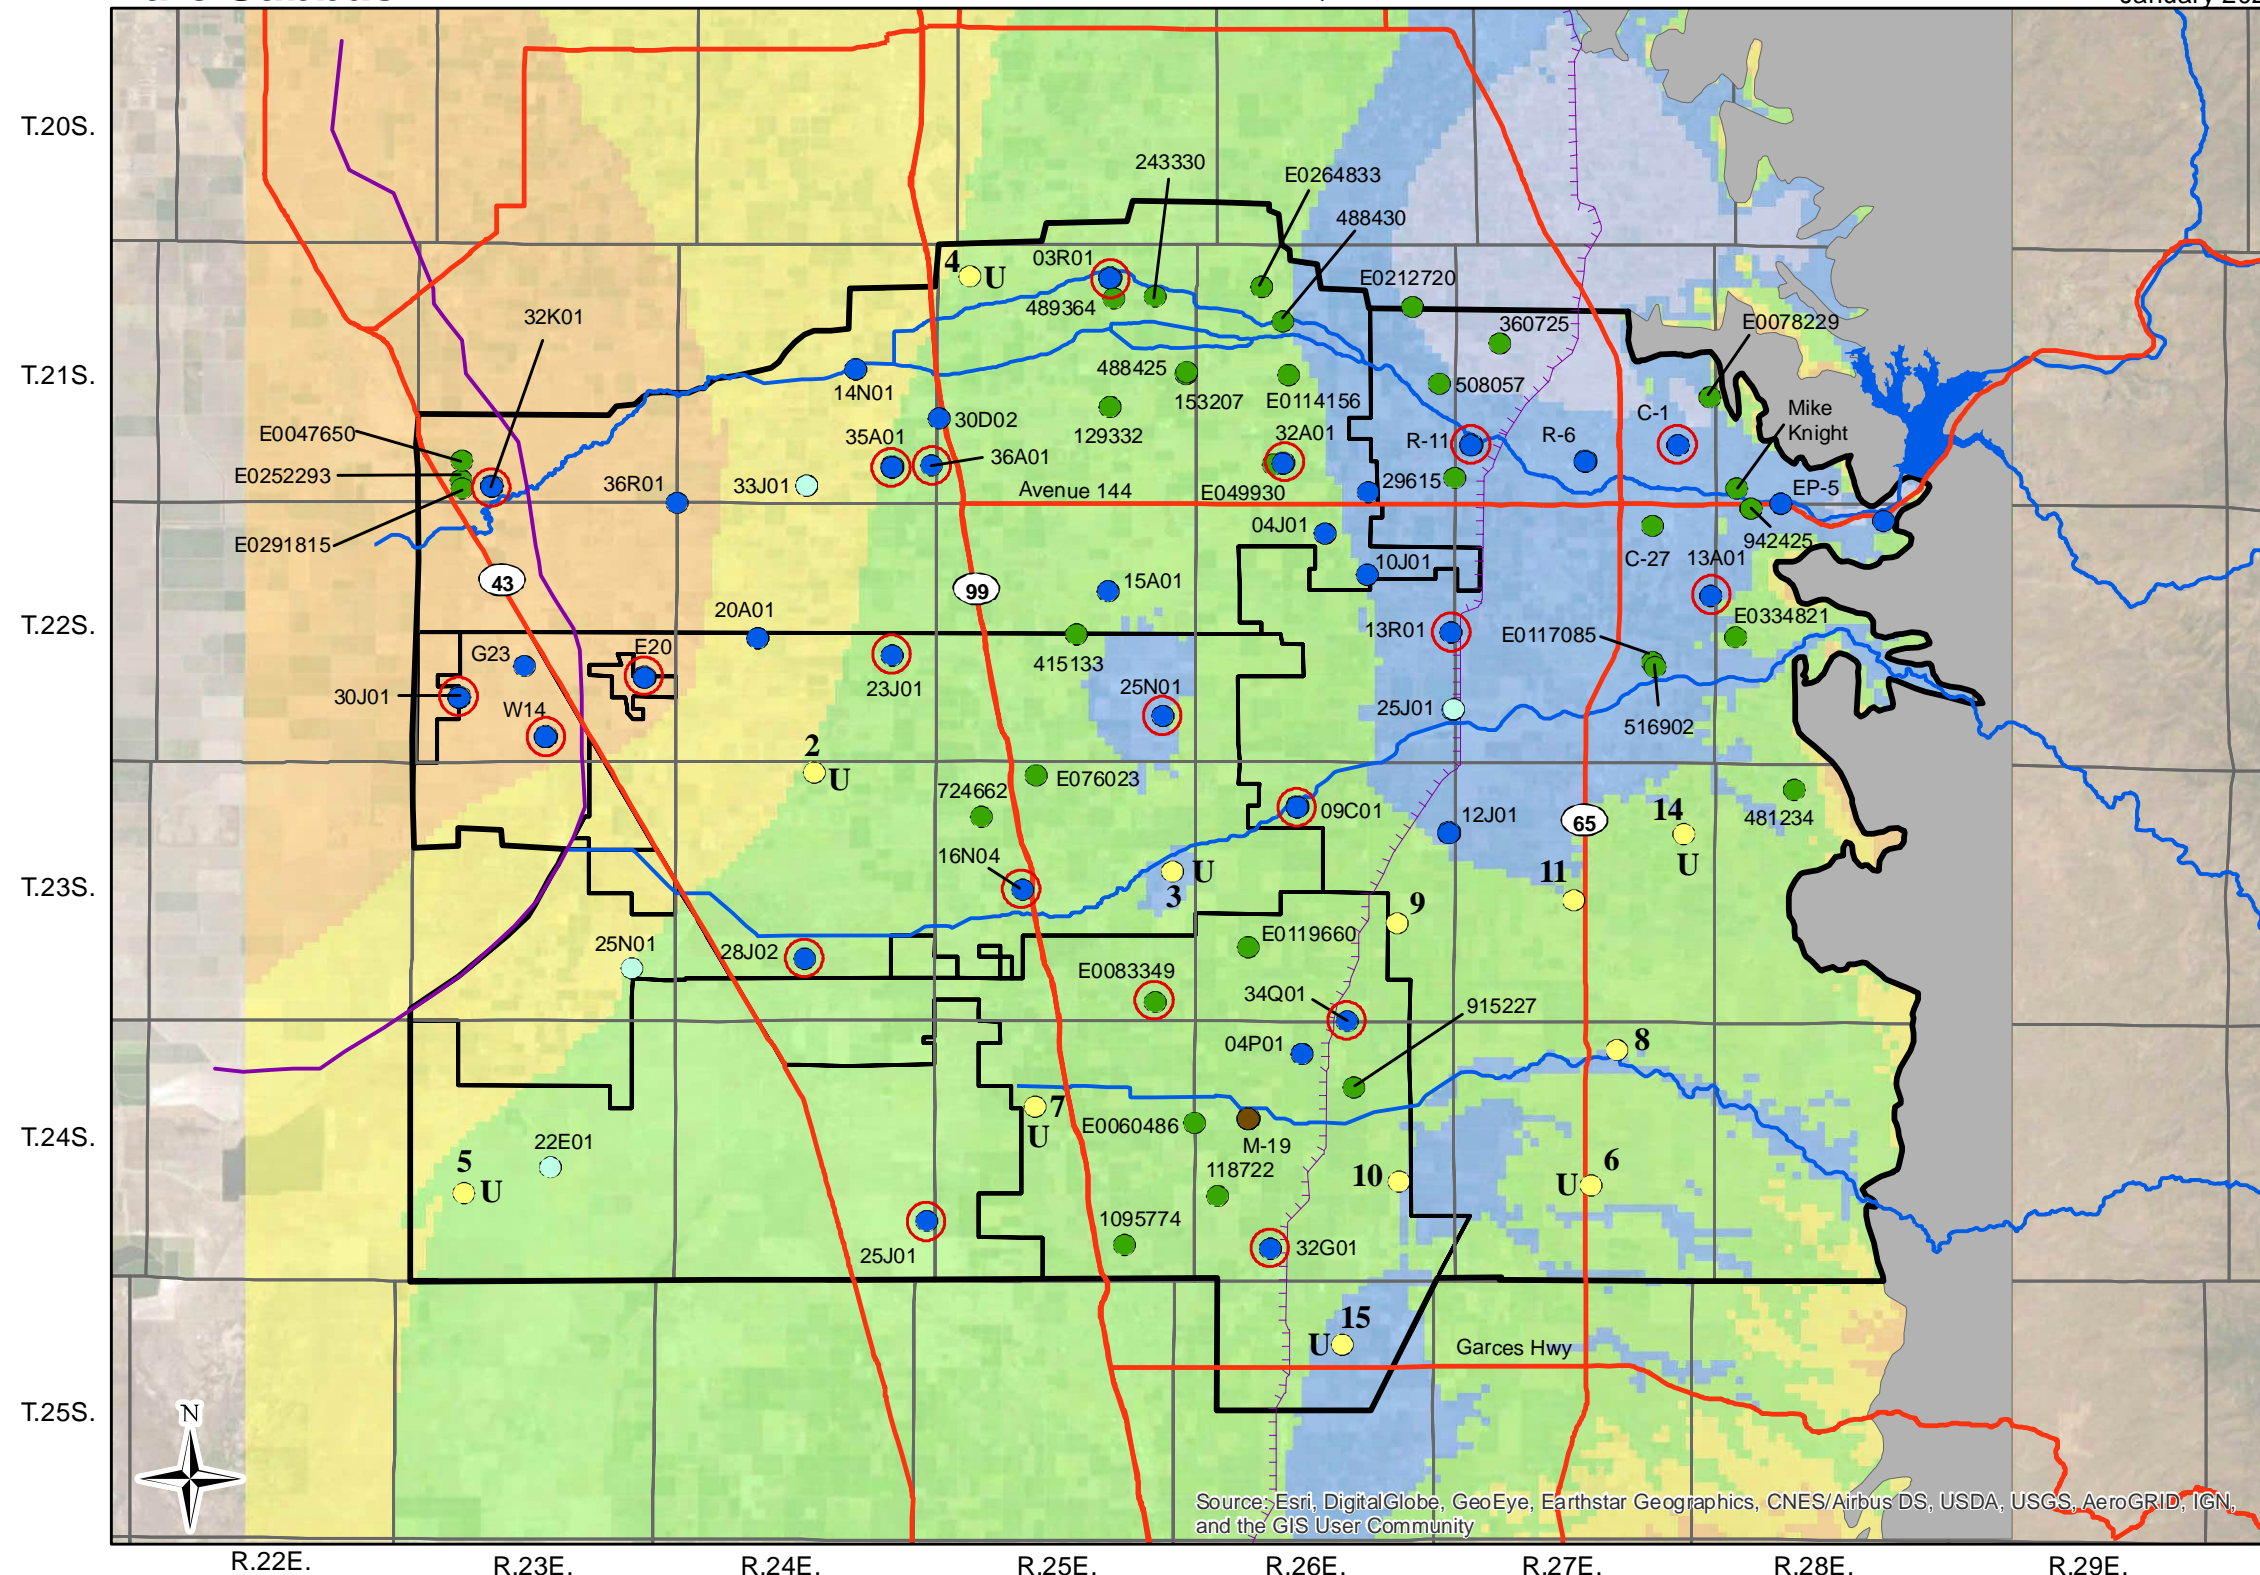 T.20S.
243330
E0264833
488430
4
U
03R01
E0212720
489364
32K01
360725
E0078229
T.21S.
488425
153207
E0114156
508057
14N01
Mike
Knight
C-1
30D02
129332
E0047650
35A01
32A01
R-11
R-6
36A01
E0252293
36R01
33J01
Avenue 144
E049930
29615
EP-5
04J01
E0291815
942425
C-27
13A01
10J01
43
99
15A01
20A01
T.22S.
E0334821
13R01
E0117085
G23
E20
415133
30J01
23J01
25N01
W14
25J01
516902
2
U
E076023
724662
09C01
12J01
65
14
481234
16N04
U
3
U
11
T.23S.
9
25N01
28J02
E0119660
E0083349
34Q01
915227
04P01
8
7
U
E0060486
M-19
T.24S.
22E01
118722
5
U
10
6
U
1095774
25J01
32G01
15
U
Garces Hwy
T.25S.
N
Source: Esri, DigitalGlobe, GeoEye, Earthstar Geographics, CNES/Airbus DS, USDA, USGS, AeroGRID, IGN,
and the GIS User Community
R.22E.
R.23E.
R.24E.
R.25E.
R.26E.
R.27E.
R.28E.
R.29E.